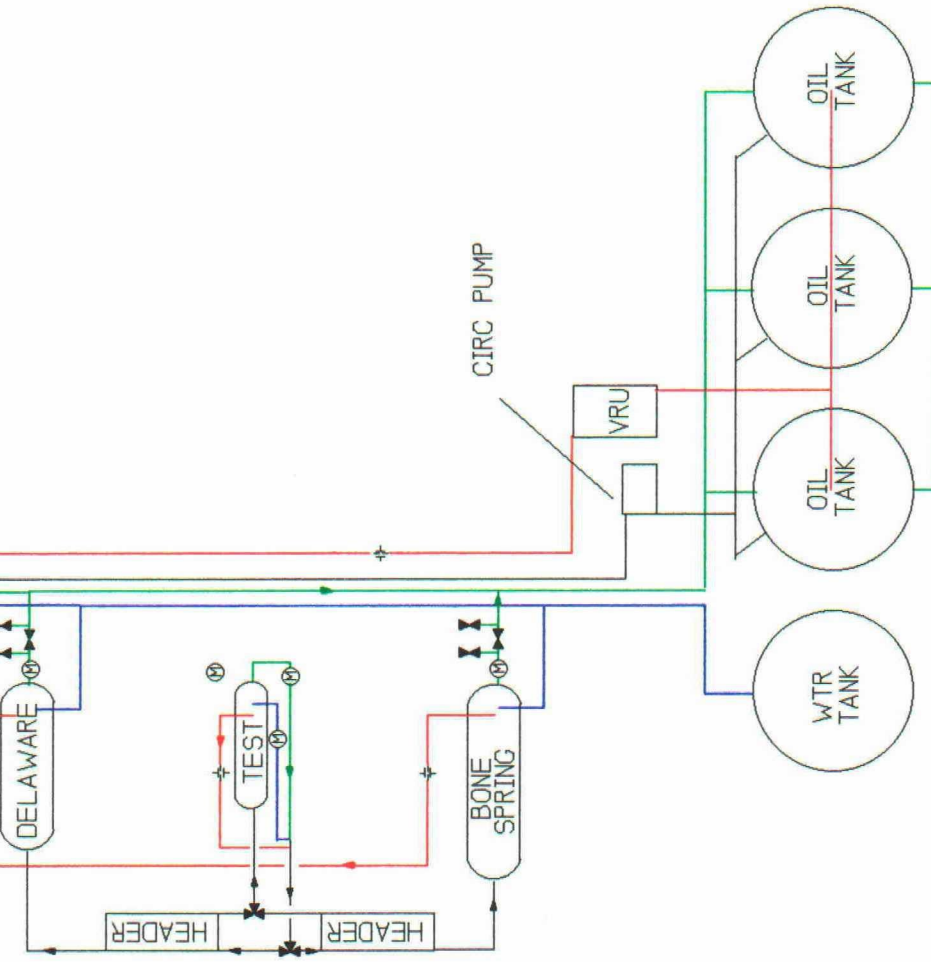 OIL
TANK
OIL
TANK
CIRC PUMP
VRU
OIL
TANK
M
M
M
M
M
DELAWARE
TEST
BONE
SPRING
WTR
TANK
HEADER
HEADER